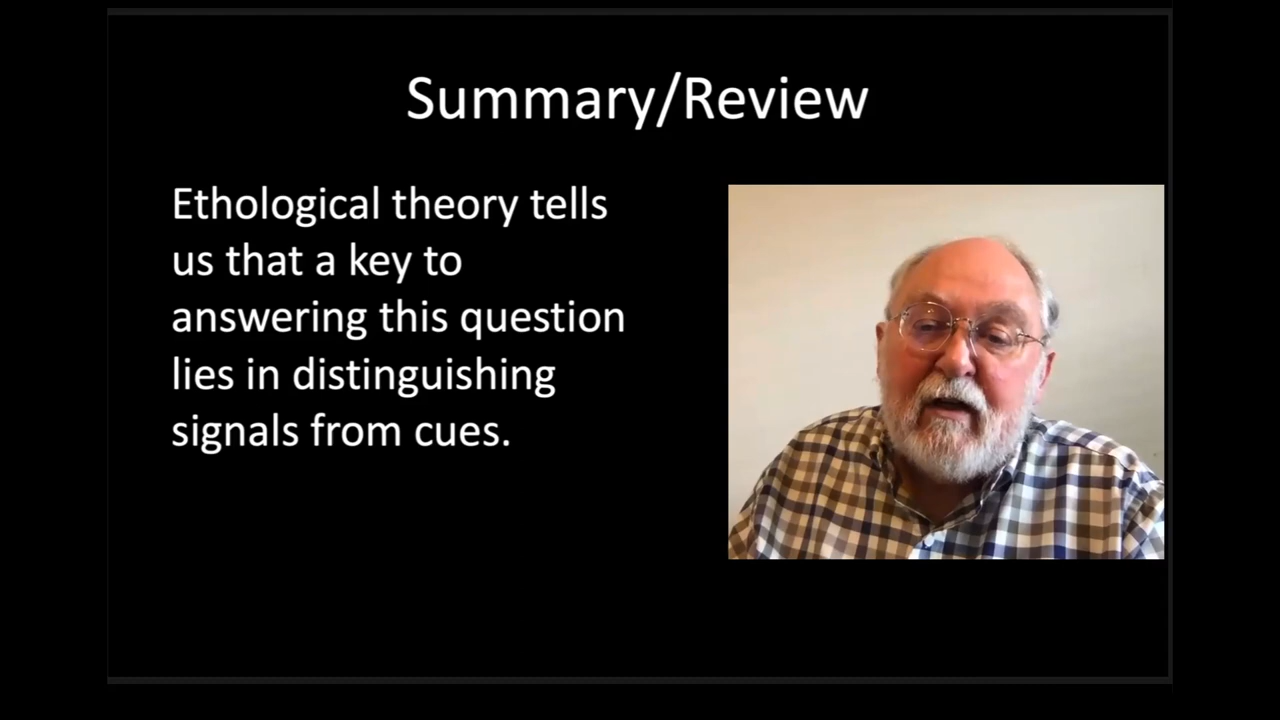 Summary/Review
Ethological theory tells
us that a key to
answering this question
lies in distinguishing
signals from cues.